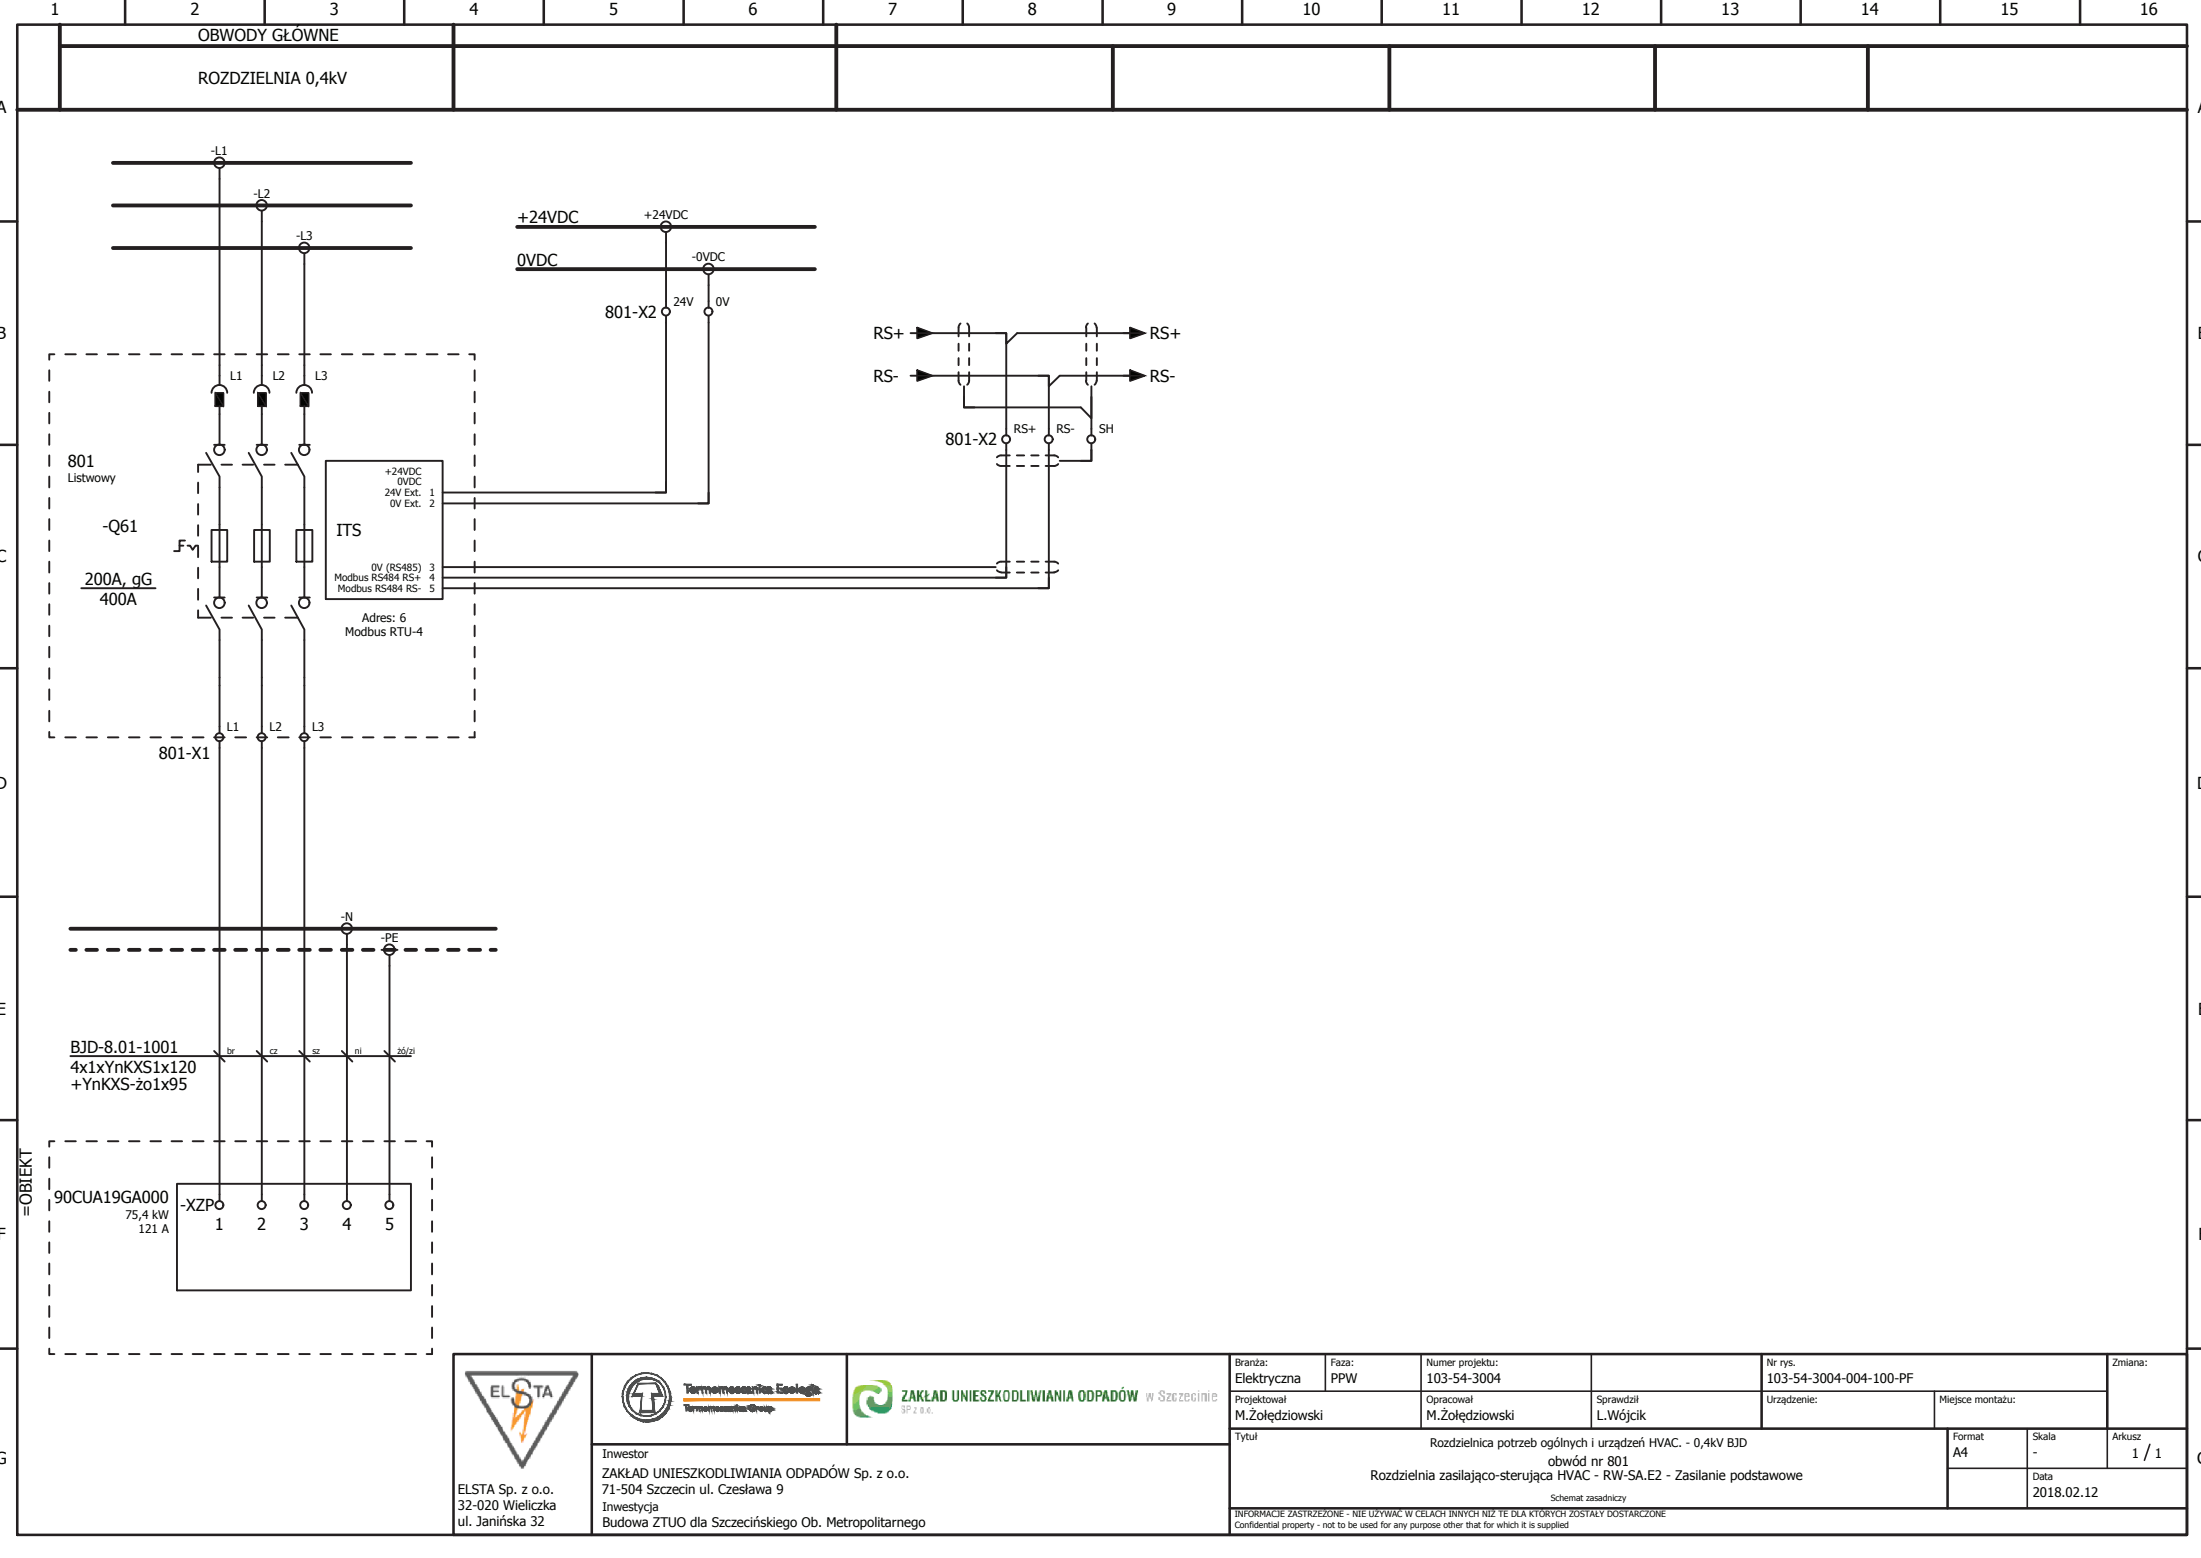 1 2 3 4 5 6 7 8 9 10 11 12 13 14 15 16
OBWODY GŁÓWNE
ROZDZIELNIA 0,4kV
A
-L1
-L2
-L3
+24VDC +24VDC
0VDC -0VDC
801-X2 24V 0V
B
RS+ RS+
RS- RS-
801-X2 RS+ RS- SH
L1 L2 L3
801
Listwowy
-Q61
200A, gG
400A
+24VDC
0VDC
24V Ext. 1
0V Ext. 2
ITS
0V (RS485) 3
Modbus RS484 RS+ 4
Modbus RS484 RS- 5
Adres: 6
Modbus RTU-4
C
L1 L2 L3
801-X1
D
-N
-PE
E
BJD-8.01-1001 br cz sz ni żó/zi
4x1xYnKXS1x120
+YnKXS-żo1x95
=OBIEKT
90CUA19GA000
75,4 kW
121 A
-XZP
1 2 3 4 5
F
ELSTA
ELSTA Sp. z o.o.
32-020 Wieliczka
ul. Janińska 32
Termomeccanica Ecologia
Termomeccanica Group
ZAKŁAD UNIESZKODLIWIANIA ODPADÓW w Szczecinie
SP z o.o.
Inwestor
ZAKŁAD UNIESZKODLIWIANIA ODPADÓW Sp. z o.o.
71-504 Szczecin ul. Czesława 9
Inwestycja
Budowa ZTUO dla Szczecińskiego Ob. Metropolitarnego
Branża: Elektryczna
Faza: PPW
Numer projektu: 103-54-3004
Nr rys. 103-54-3004-004-100-PF
Zmiana:
Projektował M.Żołędziowski
Opracował M.Żołędziowski
Sprawdził L.Wójcik
Urządzenie:
Miejsce montażu:
Tytuł
Rozdzielnica potrzeb ogólnych i urządzeń HVAC. - 0,4kV BJD
obwód nr 801
Rozdzielnia zasilająco-sterująca HVAC - RW-SA.E2 - Zasilanie podstawowe
Schemat zasadniczy
Format A4
Skala -
Arkusz 1 / 1
Data 2018.02.12
INFORMACJE ZASTRZEŻONE - NIE UŻYWAĆ W CELACH INNYCH NIŻ TE DLA KTÓRYCH ZOSTAŁY DOSTARCZONE
Confidential property - not to be used for any purpose other that for which it is supplied
G